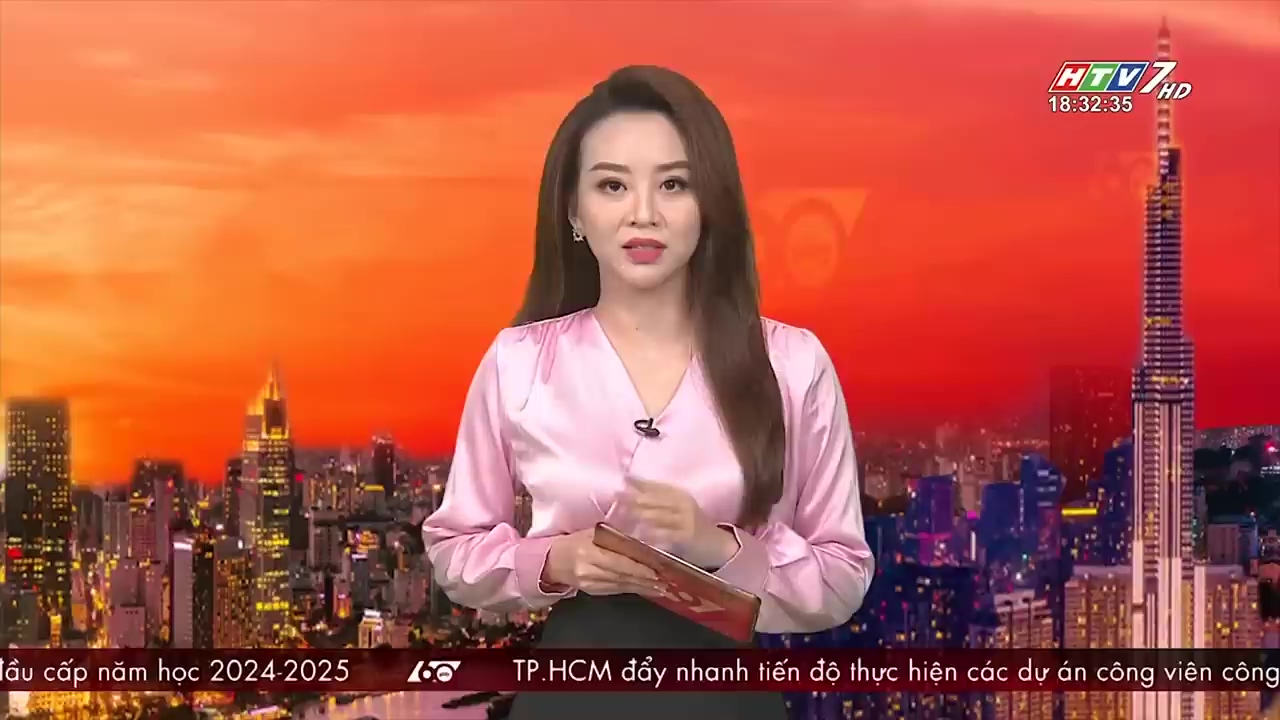 HTV7 HD
18:32:35
đầu cấp năm học 2024-2025 60 TP.HCM đẩy nhanh tiến độ thực hiện các dự án công viên công